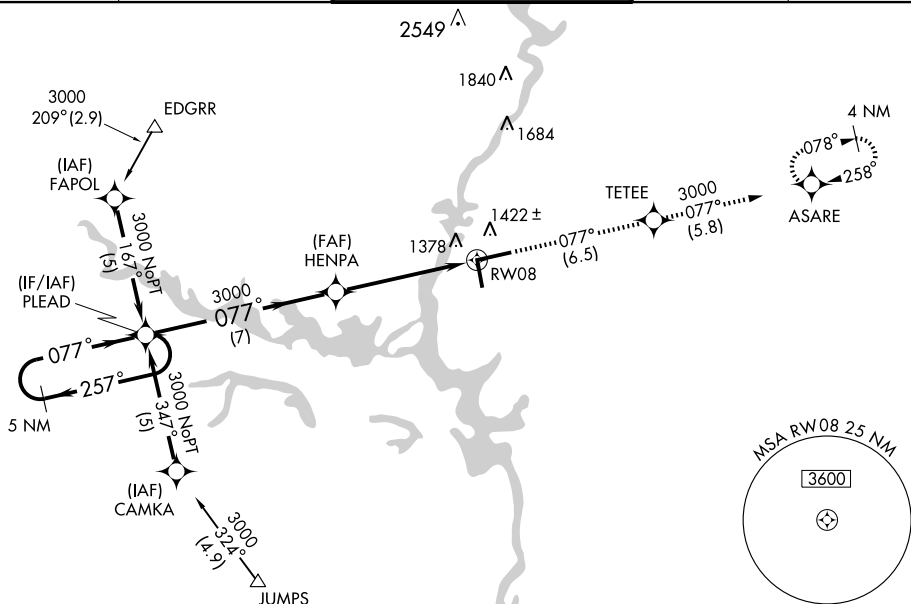 2549
1840
1684
3000
209° (2.9)
EDGRR
(IAF)
FAPOL
3000 NoPT
167°
(5)
4 NM
078°
258°
ASARE
TETEE
3000
077°
(5.8)
1422 ±
1378
077°
(6.5)
RW08
(FAF)
HENPA
(IF/IAF)
PLEAD
3000
077°
(7)
077°
257°
5 NM
3000 NoPT
347°
(5)
(IAF)
CAMKA
3000
324°
(4.9)
JUMPS
MSA RW08 25 NM
3600